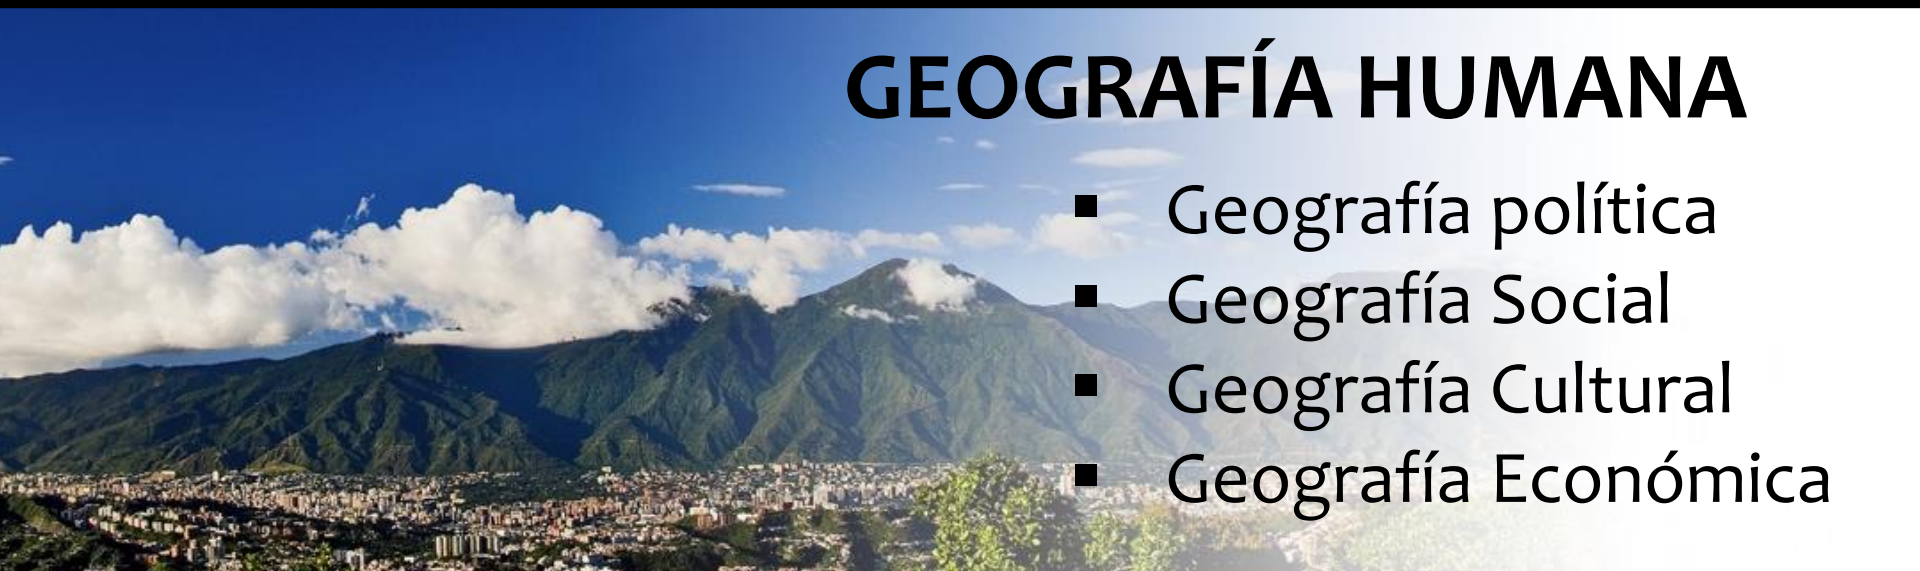 GEOGRAFÍA HUMANA
▪ Geografía política
▪ Geografía Social
▪ Geografía Cultural
▪ Geografía Económica